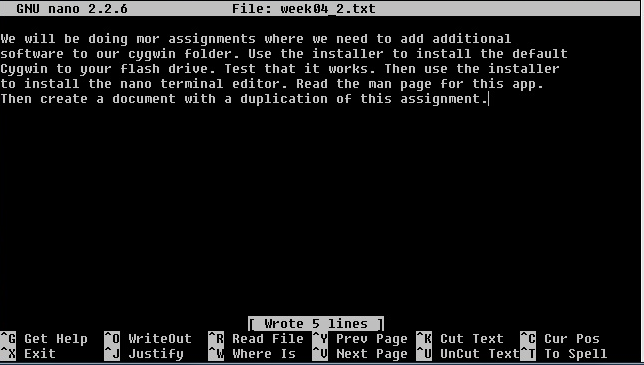 GNU nano 2.2.6 File: week04_2.txt
We will be doing mor assignments where we need to add additional
software to our cygwin folder. Use the installer to install the default
Cygwin to your flash drive. Test that it works. Then use the installer
to install the nano terminal editor. Read the man page for this app.
Then create a document with a duplication of this assignment.
[ Wrote 5 lines ]
^G Get Help ^O WriteOut ^R Read File ^Y Prev Page ^K Cut Text ^C Cur Pos
^X Exit ^J Justify ^W Where Is ^V Next Page ^U UnCut Text ^T To Spell